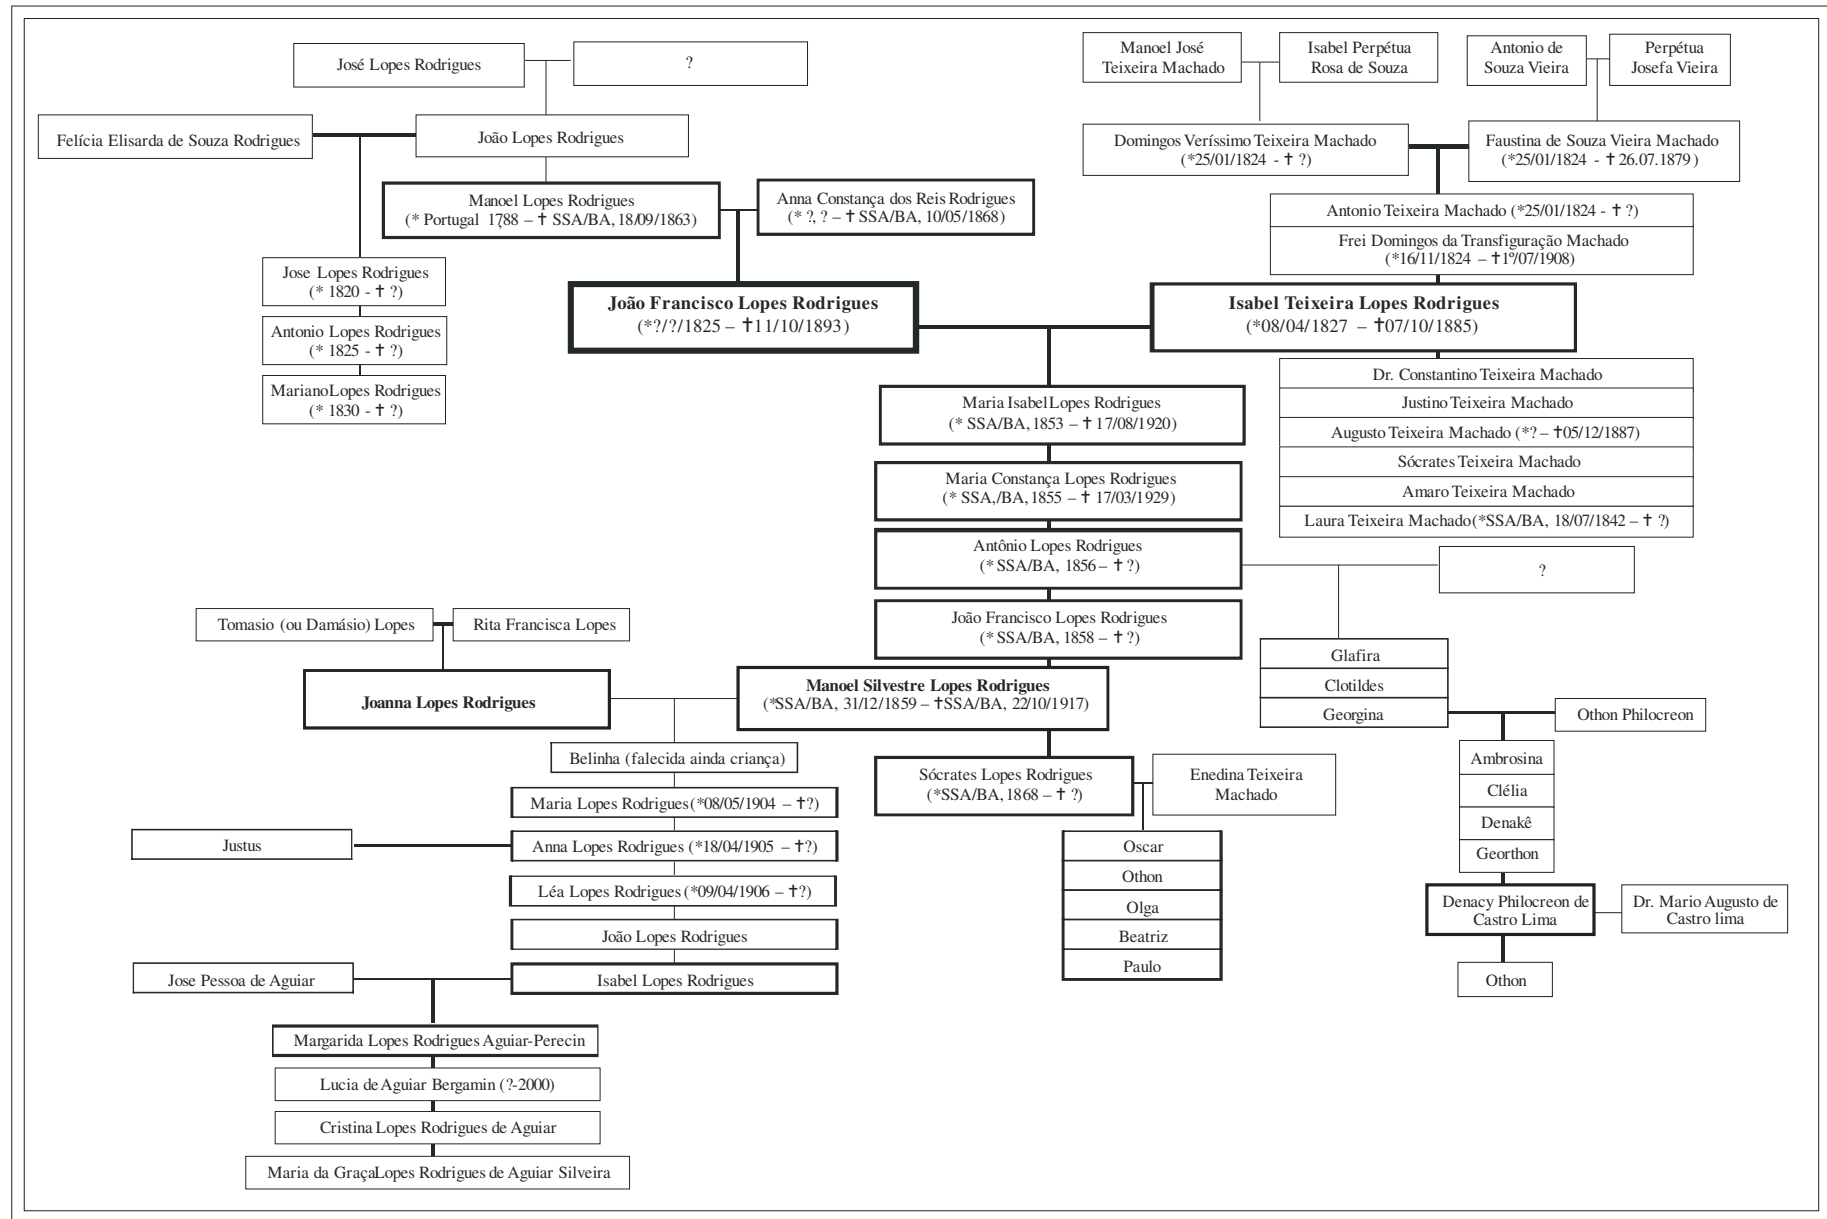 José Lopes Rodrigues
?
Manoel José
Teixeira Machado
Isabel Perpétua
Rosa de Souza
Antonio de
Souza Vieira
Perpétua
Josefa Vieira
Felícia Elisarda de Souza Rodrigues
João Lopes Rodrigues
Domingos Veríssimo Teixeira Machado
(*25/01/1824 - ✝ ?)
Faustina de Souza Vieira Machado
(*25/01/1824 - ✝ 26.07.1879)
Manoel Lopes Rodrigues
(* Portugal 1788 – ✝ SSA/BA, 18/09/1863)
Anna Constança dos Reis Rodrigues
(* ?, ? – ✝ SSA/BA, 10/05/1868)
Antonio Teixeira Machado (*25/01/1824 - ✝ ?)
Frei Domingos da Transfiguração Machado
(*16/11/1824 – ✝1º/07/1908)
Jose Lopes Rodrigues
(* 1820 - ✝ ?)
Antonio Lopes Rodrigues
(* 1825 - ✝ ?)
Mariano Lopes Rodrigues
(* 1830 - ✝ ?)
João Francisco Lopes Rodrigues
(*?/?/1825 – ✝11/10/1893)
Isabel Teixeira Lopes Rodrigues
(*08/04/1827 – ✝07/10/1885)
Dr. Constantino Teixeira Machado
Justino Teixeira Machado
Augusto Teixeira Machado (*? – ✝05/12/1887)
Sócrates Teixeira Machado
Amaro Teixeira Machado
Laura Teixeira Machado (*SSA/BA, 18/07/1842 – ✝ ?)
Maria Isabel Lopes Rodrigues
(* SSA/BA, 1853 – ✝ 17/08/1920)
Maria Constança Lopes Rodrigues
(* SSA,/BA, 1855 – ✝ 17/03/1929)
Antônio Lopes Rodrigues
(* SSA/BA, 1856 – ✝ ?)
?
João Francisco Lopes Rodrigues
(* SSA/BA, 1858 – ✝ ?)
Tomasio (ou Damásio) Lopes
Rita Francisca Lopes
Glafira
Clotildes
Georgina
Othon Philocreon
Joanna Lopes Rodrigues
Manoel Silvestre Lopes Rodrigues
(*SSA/BA, 31/12/1859 – ✝SSA/BA, 22/10/1917)
Belinha (falecida ainda criança)
Maria Lopes Rodrigues (*08/05/1904 – ✝?)
Justus
Anna Lopes Rodrigues (*18/04/1905 – ✝?)
Léa Lopes Rodrigues (*09/04/1906 – ✝?)
João Lopes Rodrigues
Jose Pessoa de Aguiar
Isabel Lopes Rodrigues
Sócrates Lopes Rodrigues
(*SSA/BA, 1868 – ✝ ?)
Enedina Teixeira
Machado
Oscar
Othon
Olga
Beatriz
Paulo
Ambrosina
Clélia
Denakê
Georthon
Denacy Philocreon de
Castro Lima
Dr. Mario Augusto de
Castro lima
Othon
Margarida Lopes Rodrigues Aguiar-Perecin
Lucia de Aguiar Bergamin (?-2000)
Cristina Lopes Rodrigues de Aguiar
Maria da GraçaLopes Rodrigues de Aguiar Silveira